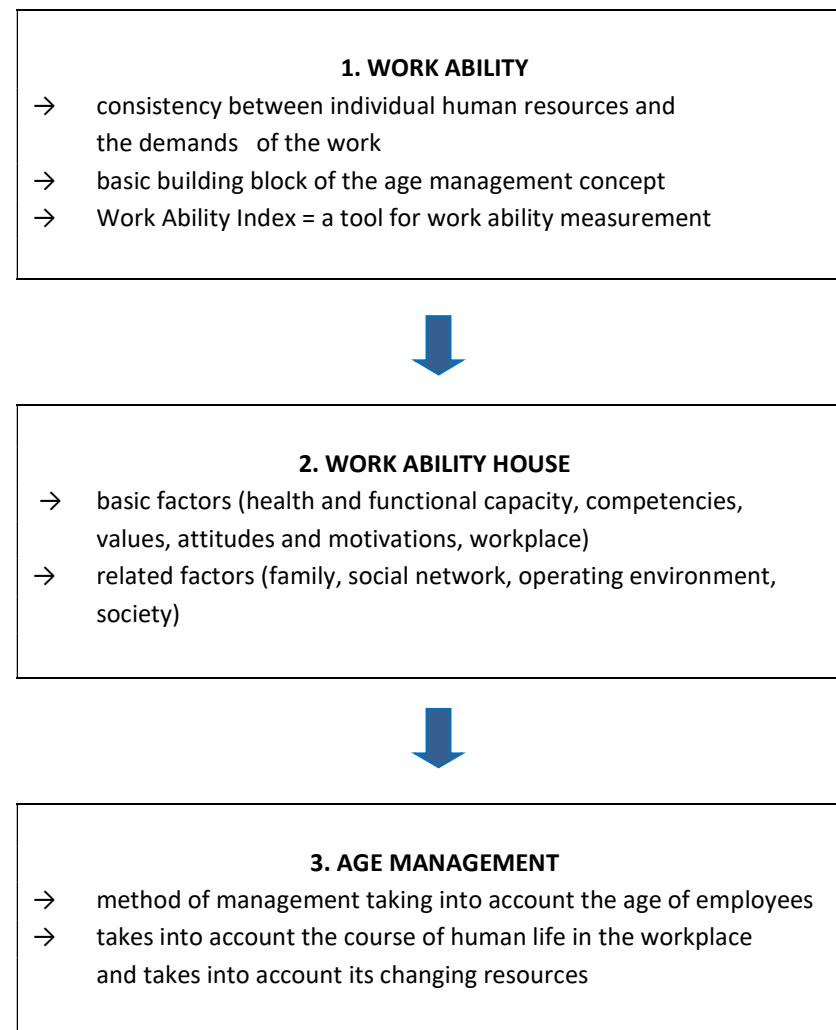 1. WORK ABILITY
→ consistency between individual human resources and
the demands of the work
→ basic building block of the age management concept
→ Work Ability Index = a tool for work ability measurement
2. WORK ABILITY HOUSE
→ basic factors (health and functional capacity, competencies,
values, attitudes and motivations, workplace)
→ related factors (family, social network, operating environment,
society)
3. AGE MANAGEMENT
→ method of management taking into account the age of employees
→ takes into account the course of human life in the workplace
and takes into account its changing resources